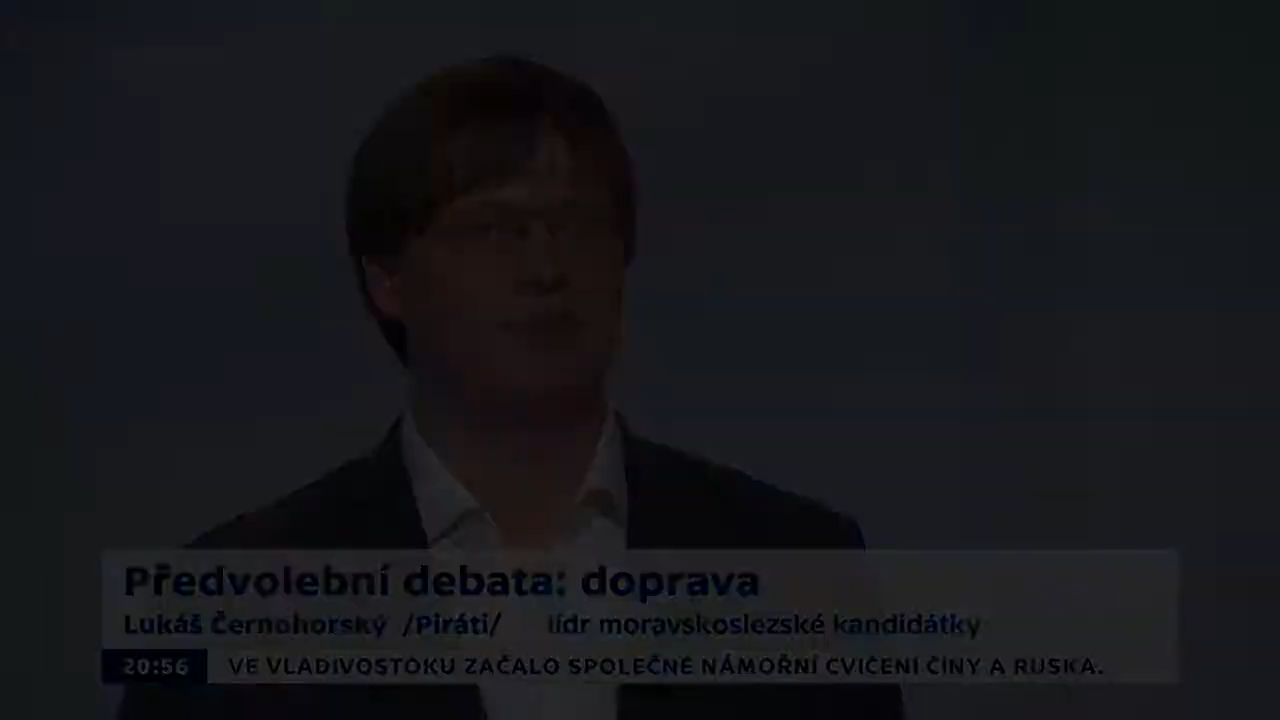 Předvolební debata: doprava
Lukáš Černohorský /Piráti/ lídr moravskoslezské kandidátky
20:56 VE VLADIVOSTOKU ZAČALO SPOLEČNÉ NÁMOŘNÍ CVIČENÍ ČÍNY A RUSKA.